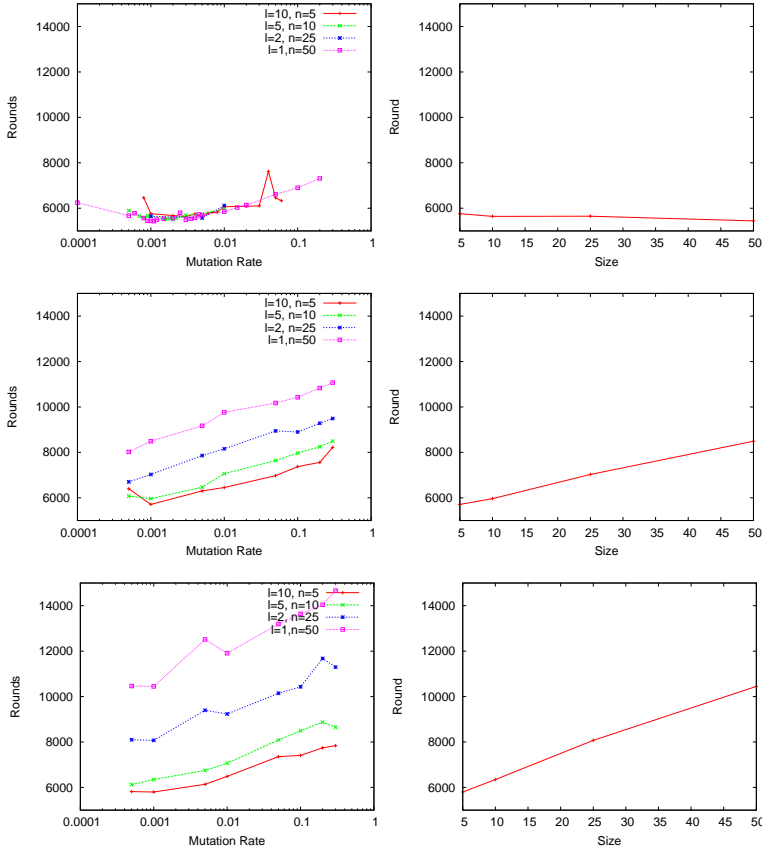 14000
12000
10000
8000
6000
Rounds
l=10, n=5
l=5, n=10
l=2, n=25
l=1,n=50
0.0001 0.001 0.01 0.1 1
Mutation Rate
14000
12000
10000
8000
6000
Round
5 10 15 20 25 30 35 40 45 50
Size
14000
12000
10000
8000
6000
Rounds
l=10, n=5
l=5, n=10
l=2, n=25
l=1,n=50
0.0001 0.001 0.01 0.1 1
Mutation Rate
14000
12000
10000
8000
6000
Round
5 10 15 20 25 30 35 40 45 50
Size
14000
12000
10000
8000
6000
Rounds
l=10, n=5
l=5, n=10
l=2, n=25
l=1,n=50
0.0001 0.001 0.01 0.1 1
Mutation Rate
14000
12000
10000
8000
6000
Round
5 10 15 20 25 30 35 40 45 50
Size